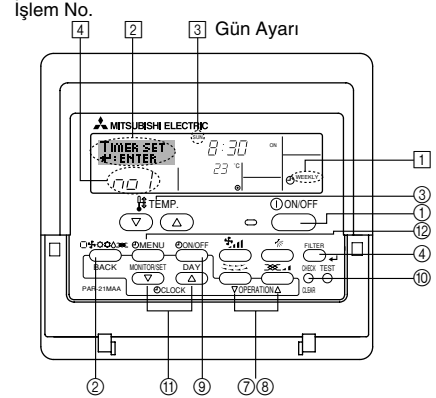 İşlem No.
4 2 3 Gün Ayarı
MITSUBISHI ELECTRIC
SUN
TIMER SET
:ENTER
8:30
ON
23 °C
WEEKLY
no 1
1
TEMP.
ON/OFF
3
1
12
MENU
ON/OFF
FILTER
4
BACK
MONITOR/SET
DAY
CHECK TEST
10
PAR-21MAA
CLOCK
OPERATION
CLEAR
2 11 9 7 8